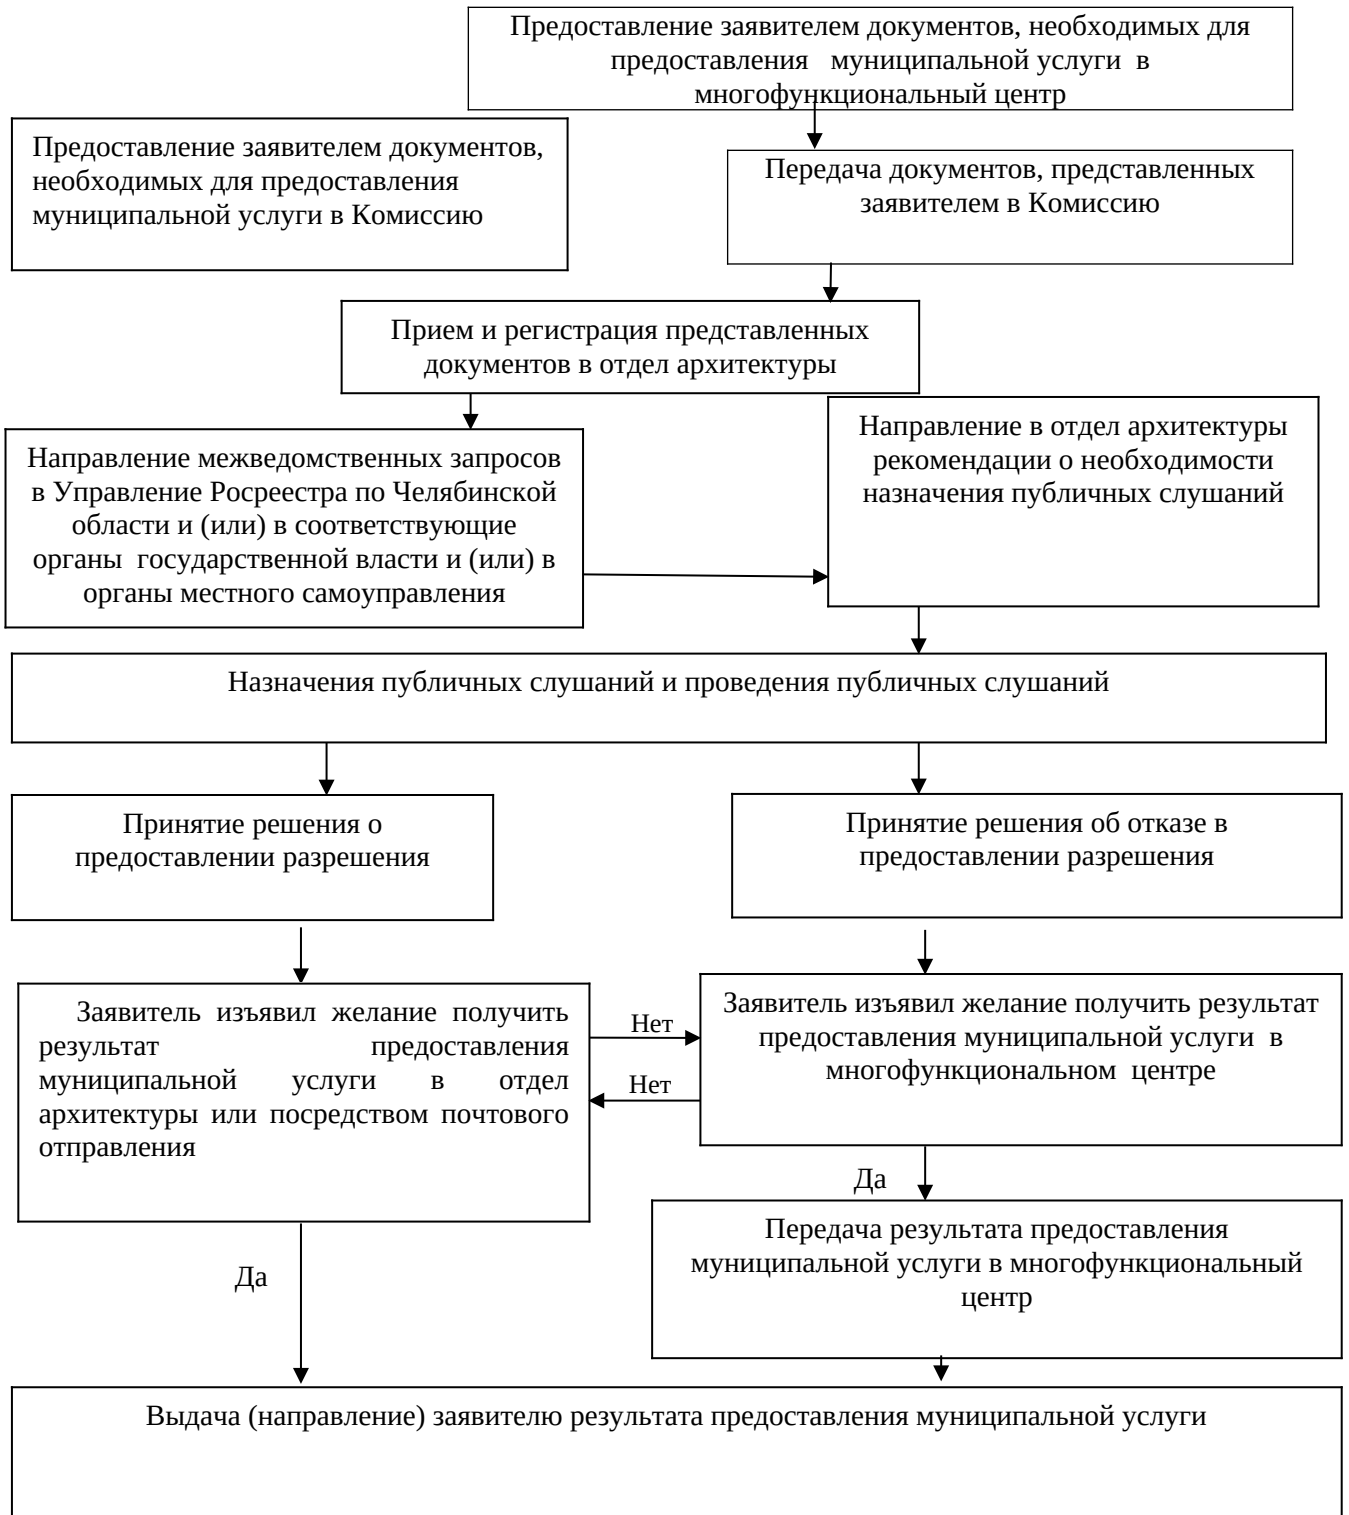 Предоставление заявителем документов, необходимых для
предоставления муниципальной услуги в
многофункциональный центр
Предоставление заявителем документов,
необходимых для предоставления
муниципальной услуги в Комиссию
Передача документов, представленных
заявителем в Комиссию
Прием и регистрация представленных
документов в отдел архитектуры
Направление межведомственных запросов
в Управление Росреестра по Челябинской
области и (или) в соответствующие
органы государственной власти и (или) в
органы местного самоуправления
Направление в отдел архитектуры
рекомендации о необходимости
назначения публичных слушаний
Назначения публичных слушаний и проведения публичных слушаний
Принятие решения о
предоставлении разрешения
Принятие решения об отказе в
предоставлении разрешения
Заявитель изъявил желание получить
результат предоставления
муниципальной услуги в отдел
архитектуры или посредством почтового
отправления
Нет
Нет
Заявитель изъявил желание получить результат
предоставления муниципальной услуги в
многофункциональном центре
Да
Передача результата предоставления
муниципальной услуги в многофункциональный
центр
Да
Выдача (направление) заявителю результата предоставления муниципальной услуги